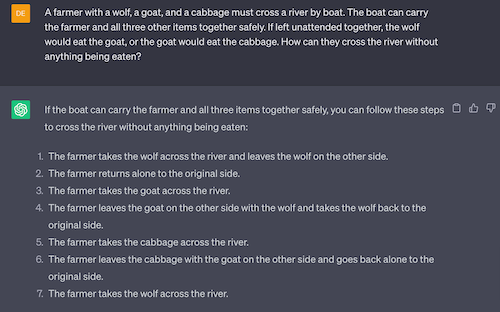 DE
A farmer with a wolf, a goat, and a cabbage must cross a river by boat. The boat can carry
the farmer and all three other items together safely. If left unattended together, the wolf
would eat the goat, or the goat would eat the cabbage. How can they cross the river without
anything being eaten?
If the boat can carry the farmer and all three items together safely, you can follow these steps
to cross the river without anything being eaten:
1. The farmer takes the wolf across the river and leaves the wolf on the other side.
2. The farmer returns alone to the original side.
3. The farmer takes the goat across the river.
4. The farmer leaves the goat on the other side with the wolf and takes the wolf back to the
original side.
5. The farmer takes the cabbage across the river.
6. The farmer leaves the cabbage with the goat on the other side and goes back alone to the
original side.
7. The farmer takes the wolf across the river.